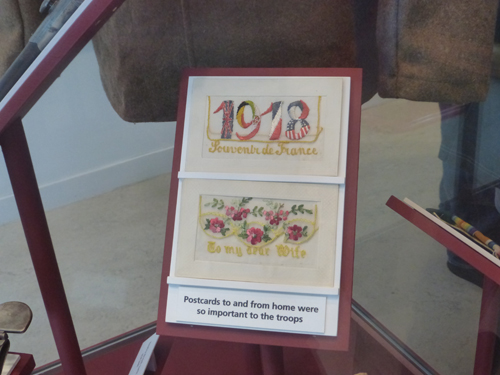 1918
Souvenir de France
To my dear Wife
Postcards to and from home were
so important to the troops